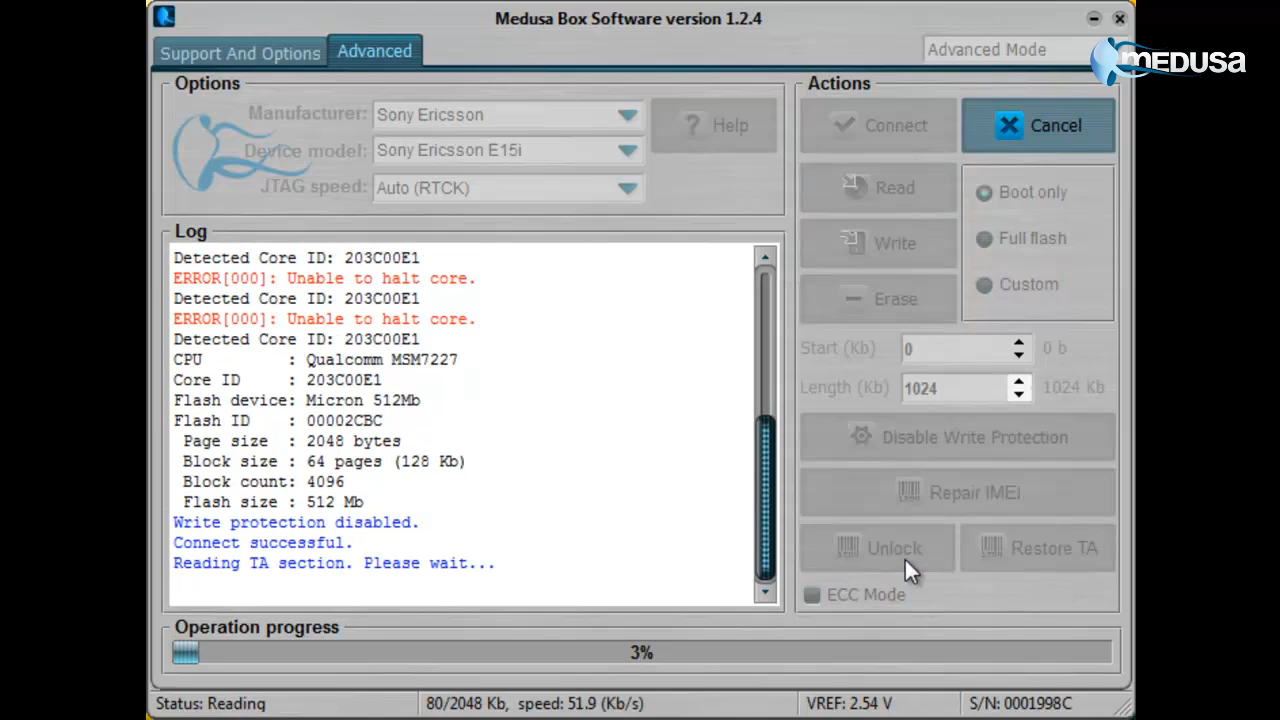 Medusa Box Software version 1.2.4
Support And Options
Advanced
Advanced Mode
MEDUSA
Options
Manufacturer: Sony Ericsson
Help
Device model: Sony Ericsson E15i
JTAG speed: Auto (RTCK)
Log
Detected Core ID: 203C00E1
ERROR[000]: Unable to halt core.
Detected Core ID: 203C00E1
ERROR[000]: Unable to halt core.
Detected Core ID: 203C00E1
CPU : Qualcomm MSM7227
Core ID : 203C00E1
Flash device: Micron 512Mb
Flash ID : 00002CBC
Page size : 2048 bytes
Block size : 64 pages (128 Kb)
Block count: 4096
Flash size : 512 Mb
Write protection disabled.
Connect successful.
Reading TA section. Please wait...
Actions
Connect
Cancel
Read
Boot only
Write
Full flash
Erase
Custom
Start (Kb) 0 0 b
Length (Kb) 1024 1024 Kb
Disable Write Protection
Repair IMEI
Unlock
Restore TA
ECC Mode
Operation progress
3%
Status: Reading
80/2048 Kb, speed: 51.9 (Kb/s)
VREF: 2.54 V
S/N: 0001998C